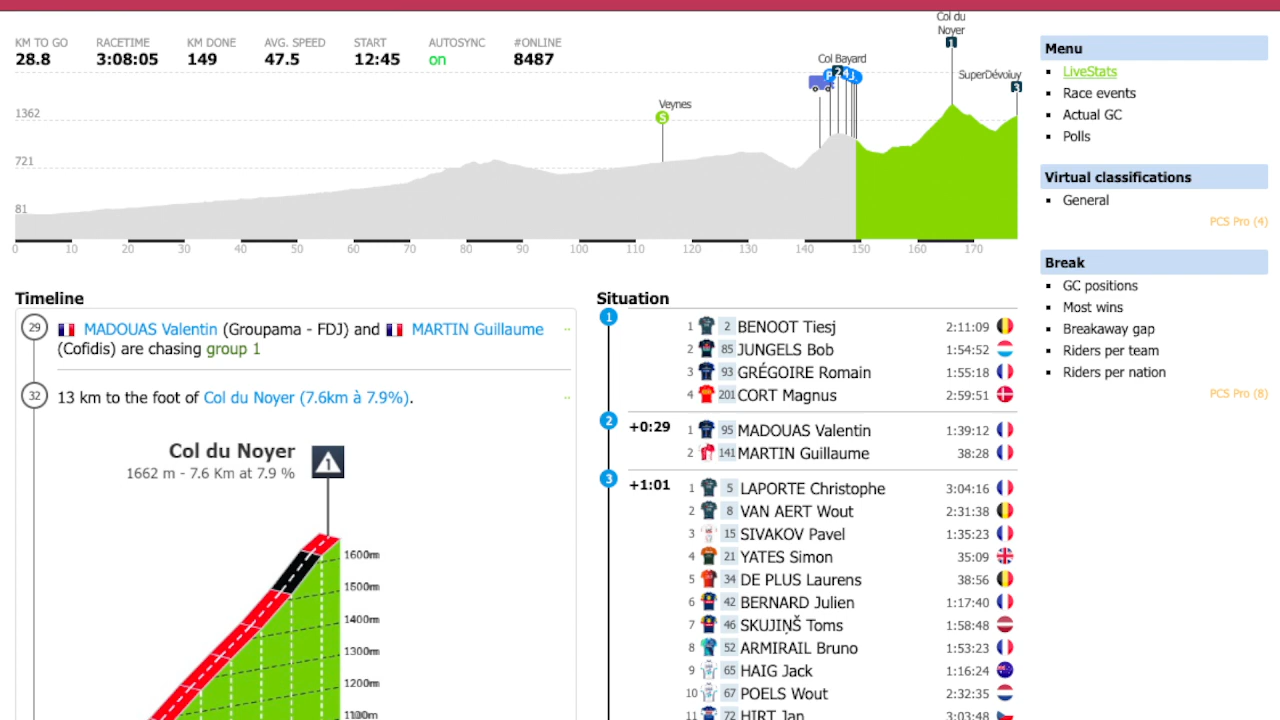 KM TO GO RACETIME KM DONE AVG. SPEED START AUTOSYNC #ONLINE
28.8 3:08:05 149 47.5 12:45 on 8487
Col du
Noyer
1
Col Bayard
2
SuperDévoluy
3
Veynes
S
1362
721
81
0 10 20 30 40 50 60 70 80 90 100 110 120 130 140 150 160 170
Menu
LiveStats
Race events
Actual GC
Polls
Virtual classifications
General
PCS Pro (4)
Break
GC positions
Most wins
Breakaway gap
Riders per team
Riders per nation
PCS Pro (8)
Timeline
29 MADOUAS Valentin (Groupama - FDJ) and MARTIN Guillaume
(Cofidis) are chasing group 1
32 13 km to the foot of Col du Noyer (7.6km à 7.9%).
Col du Noyer
1662 m - 7.6 Km at 7.9 %
1
1600m
1500m
1400m
1300m
1200m
1100m
Situation
1
1 2 BENOOT Tiesj 2:11:09
2 85 JUNGELS Bob 1:54:52
3 93 GRÉGOIRE Romain 1:55:18
4 201 CORT Magnus 2:59:51
2 +0:29
1 95 MADOUAS Valentin 1:39:12
2 141 MARTIN Guillaume 38:28
3 +1:01
1 5 LAPORTE Christophe 3:04:16
2 8 VAN AERT Wout 2:31:38
3 15 SIVAKOV Pavel 1:35:23
4 21 YATES Simon 35:09
5 34 DE PLUS Laurens 38:56
6 42 BERNARD Julien 1:17:40
7 46 SKUJIŅŠ Toms 1:58:48
8 52 ARMIRAIL Bruno 1:53:23
9 65 HAIG Jack 1:16:24
10 67 POELS Wout 2:32:35
11 72 HIRT Jan 3:03:48